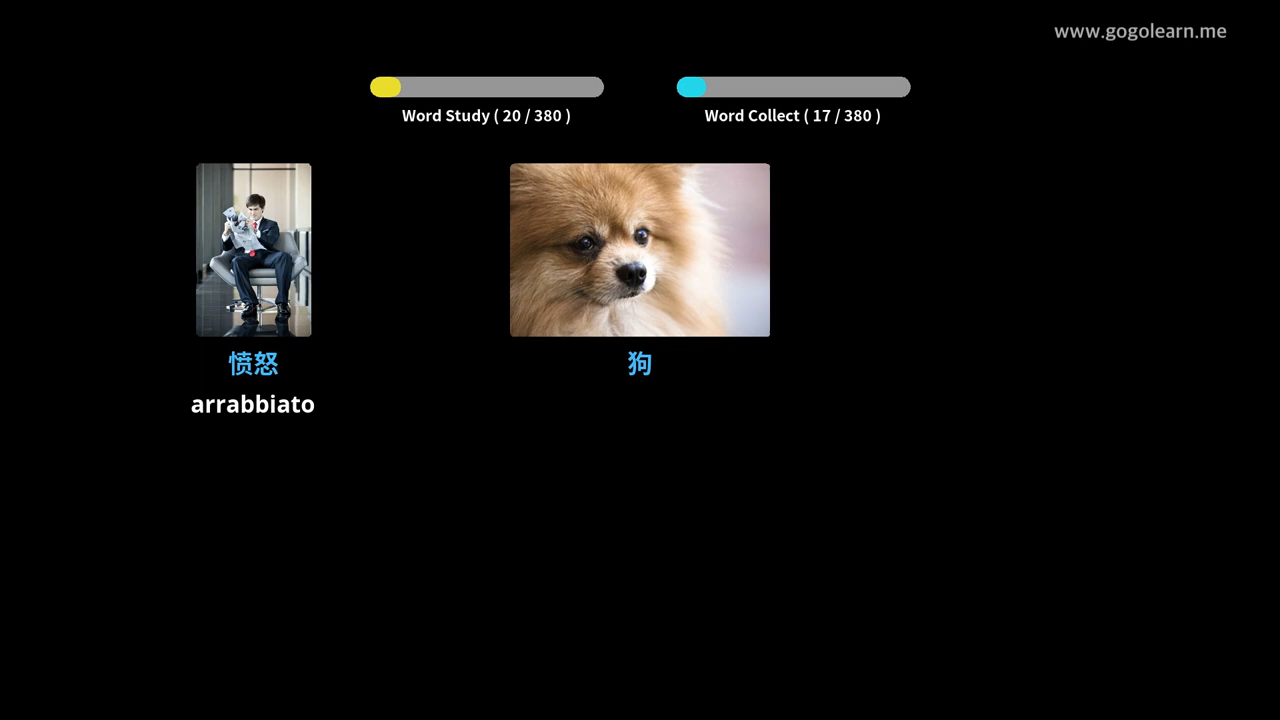 www.gogolearn.me
Word Study ( 20 / 380 )
Word Collect ( 17 / 380 )
愤怒
arrabbiato
狗